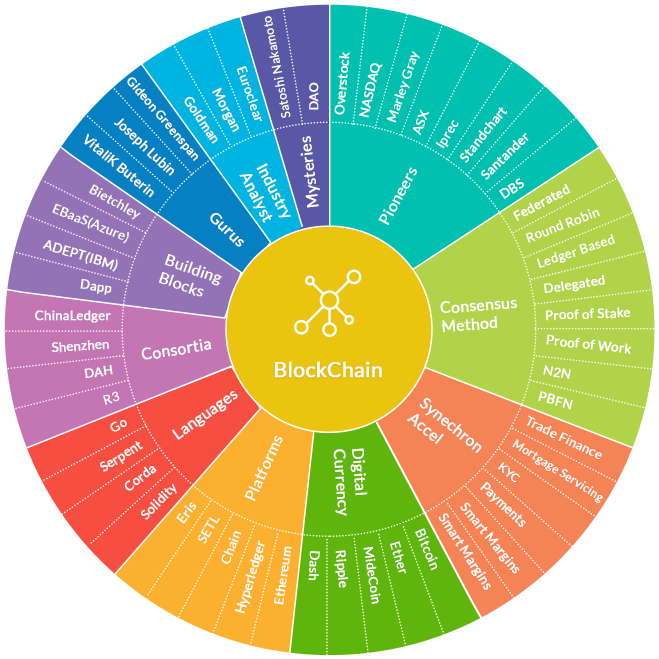 BlockChain
Pioneers
Overstock
NASDAQ
Marley Gray
ASX
Iprec
Standchart
Santander
DBS
Consensus
Method
Federated
Round Robin
Ledger Based
Delegated
Proof of Stake
Proof of Work
N2N
PBFN
Synechron
Accel
Trade Finance
Mortgage Servicing
KYC
Payments
Smart Margins
Smart Margins
Digital
Currency
Bitcoin
Ether
MideCoin
Ripple
Dash
Platforms
Ethereum
Hyperledger
Chain
SETL
Eris
Languages
Solidity
Corda
Serpent
Go
Consortia
R3
DAH
Shenzhen
ChinaLedger
Building
Blocks
Dapp
ADEPT(IBM)
EBaaS(Azure)
Bietchley
Gurus
VitaliK Buterin
Joseph Lubin
Gideon Greenspan
Industry
Analyst
Goldman
Morgan
Euroclear
Mysteries
Satoshi Nakamoto
DAO